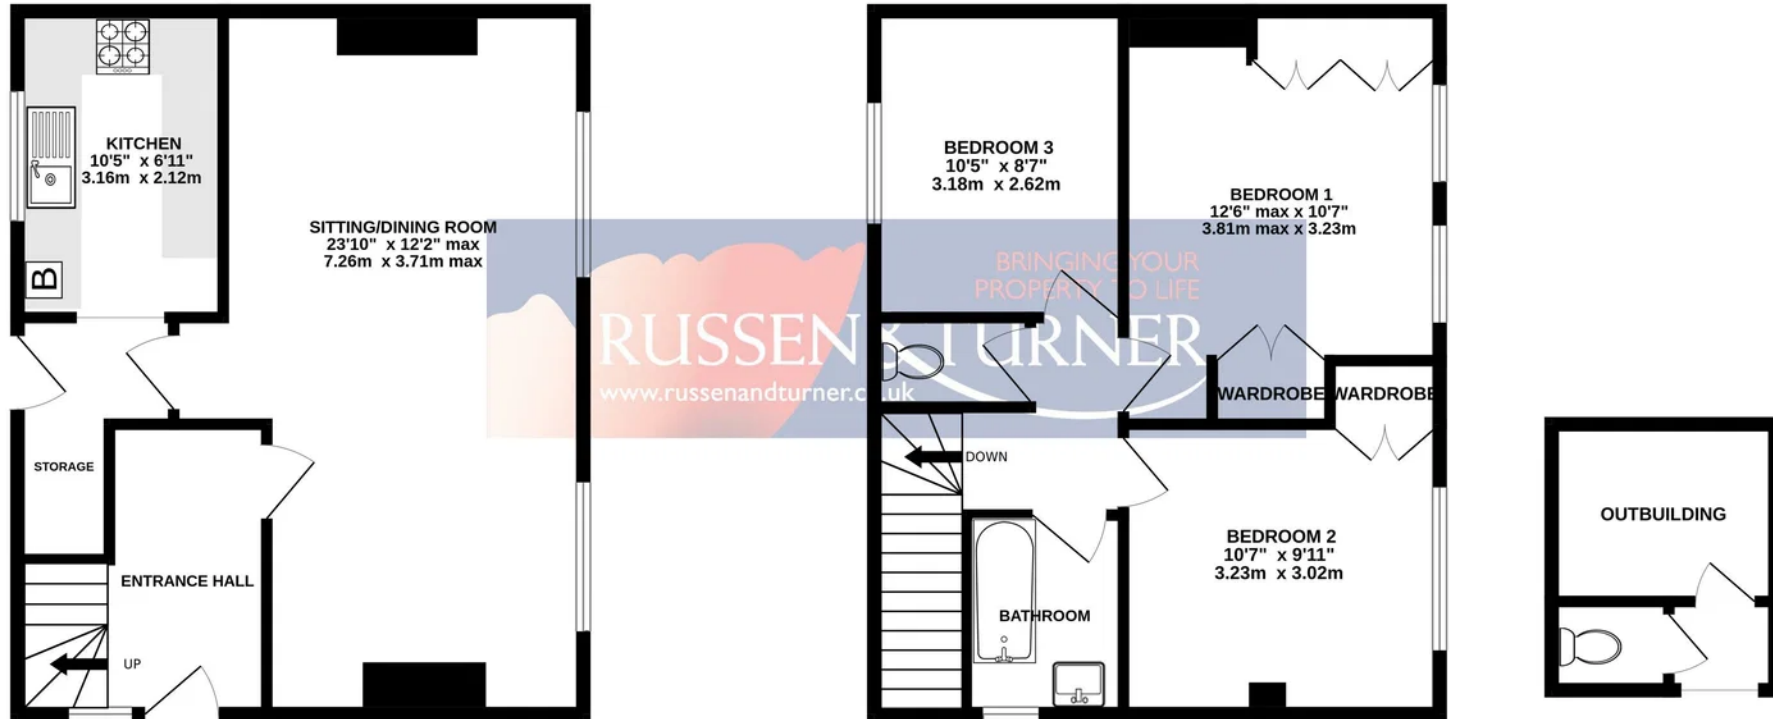 KITCHEN
10'5" x 6'11"
3.16m x 2.12m
B
SITTING/DINING ROOM
23'10" x 12'2" max
7.26m x 3.71m max
STORAGE
ENTRANCE HALL
UP
BEDROOM 3
10'5" x 8'7"
3.18m x 2.62m
BEDROOM 1
12'6" max x 10'7"
3.81m max x 3.23m
BRINGING YOUR
PROPERTY TO LIFE
RUSSEN & TURNER
www.russenandturner.co.uk
WARDROBE
WARDROBE
DOWN
BEDROOM 2
10'7" x 9'11"
3.23m x 3.02m
BATHROOM
OUTBUILDING